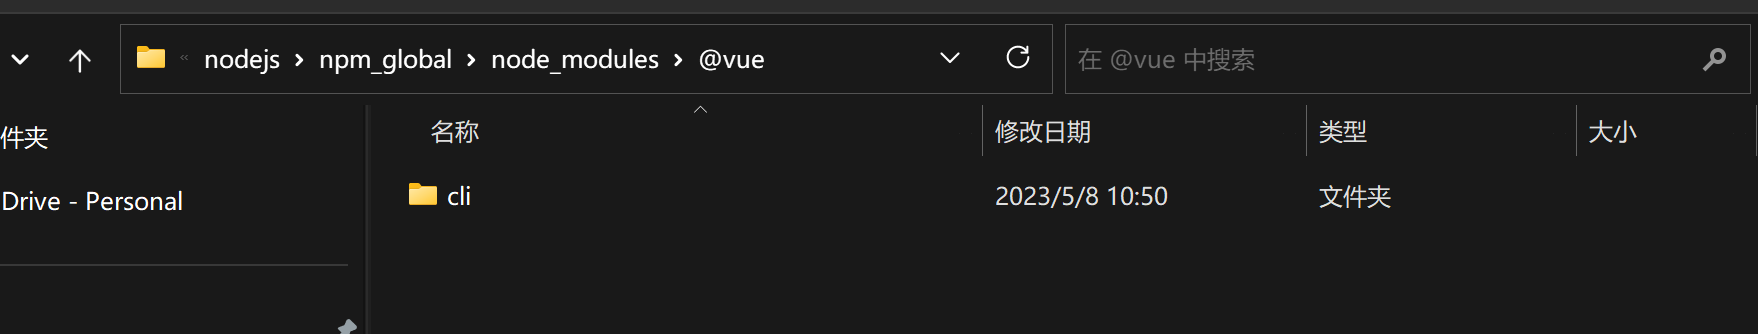 « nodejs › npm_global › node_modules › @vue
在 @vue 中搜索
件夹
名称 修改日期 类型 大小
Drive - Personal
cli 2023/5/8 10:50 文件夹